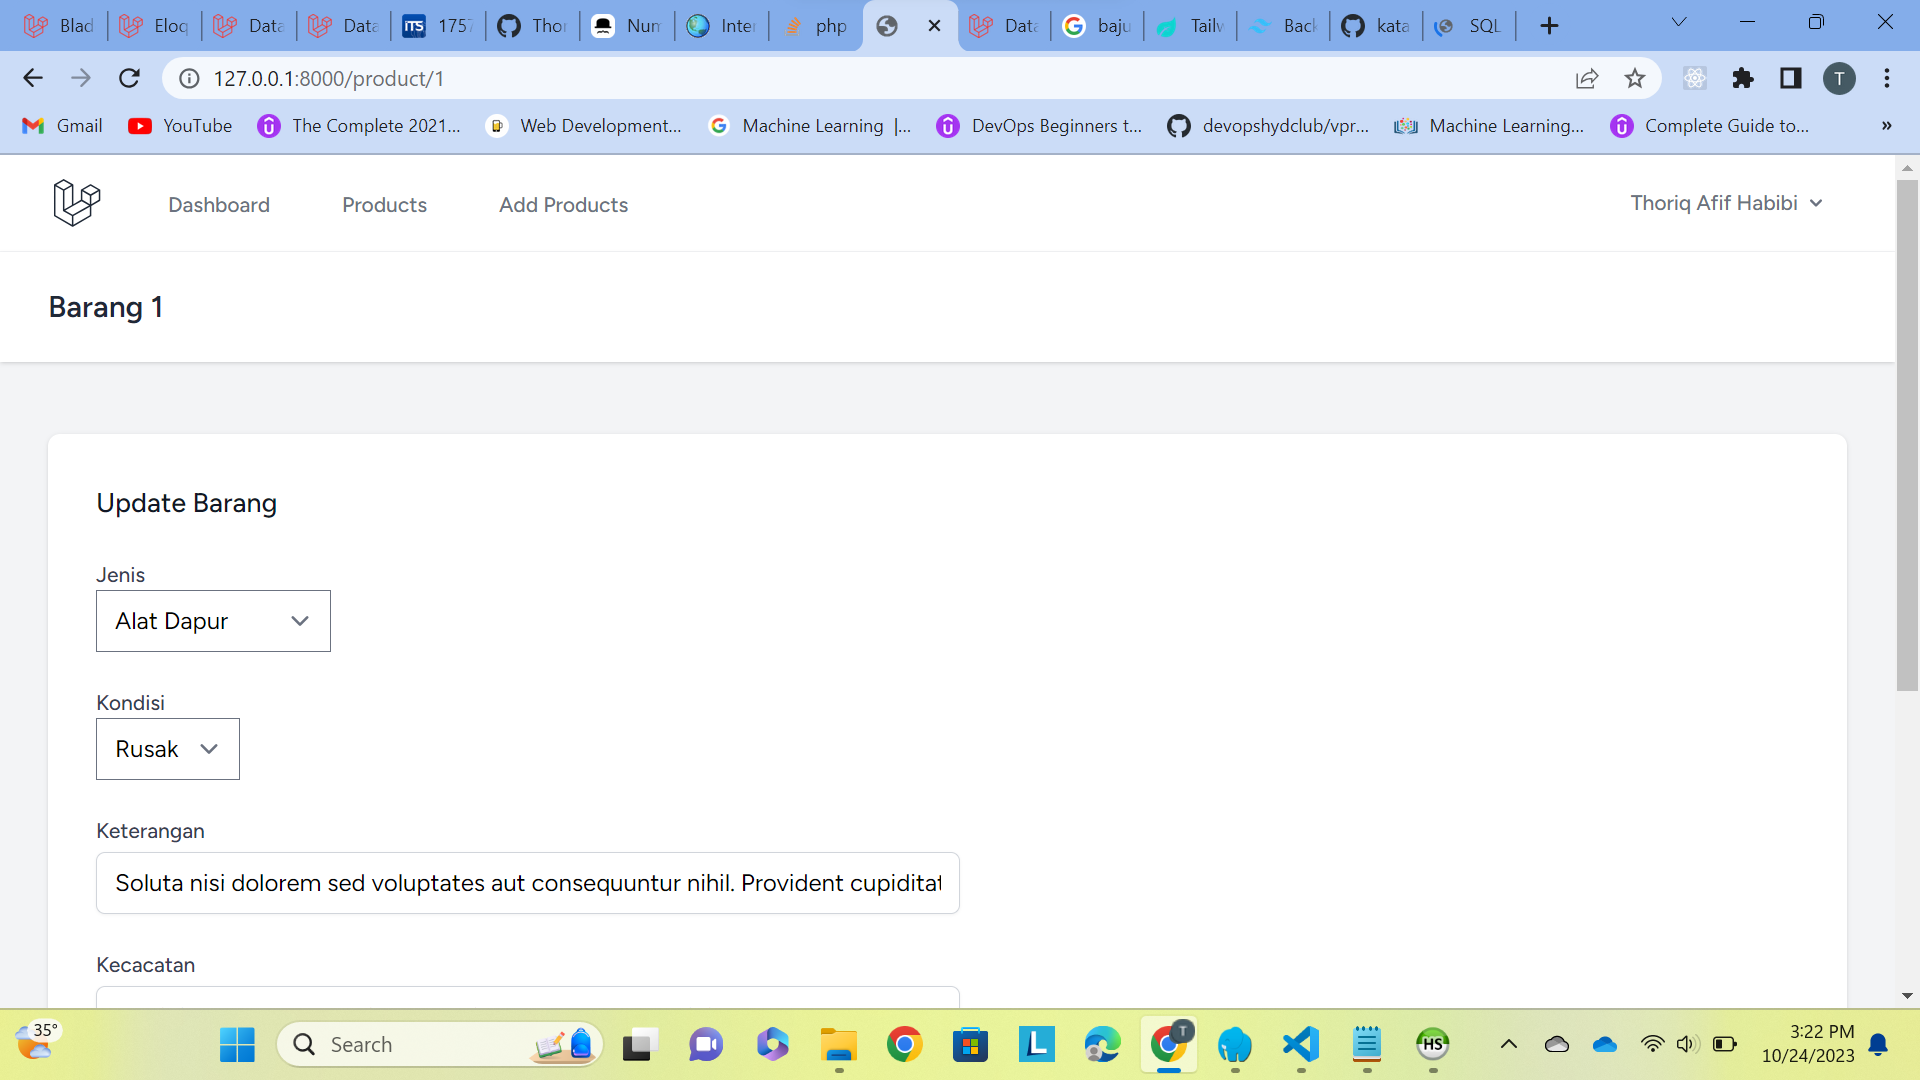 Blad
Eloq
Data
Data
ITS 1757
Thor
Num
Inter
php
Data
baju
Tailw
Back
kata
SQL
127.0.0.1:8000/product/1
T
Gmail
YouTube
The Complete 2021...
Web Development...
Machine Learning |...
DevOps Beginners t...
devopshydclub/vpr...
Machine Learning...
Complete Guide to...
»
Dashboard
Products
Add Products
Thoriq Afif Habibi
Barang 1
Update Barang
Jenis
Alat Dapur
Kondisi
Rusak
Keterangan
Soluta nisi dolorem sed voluptates aut consequuntur nihil. Provident cupiditat
Kecacatan
35°
Search
L
T
HS
3:22 PM
10/24/2023